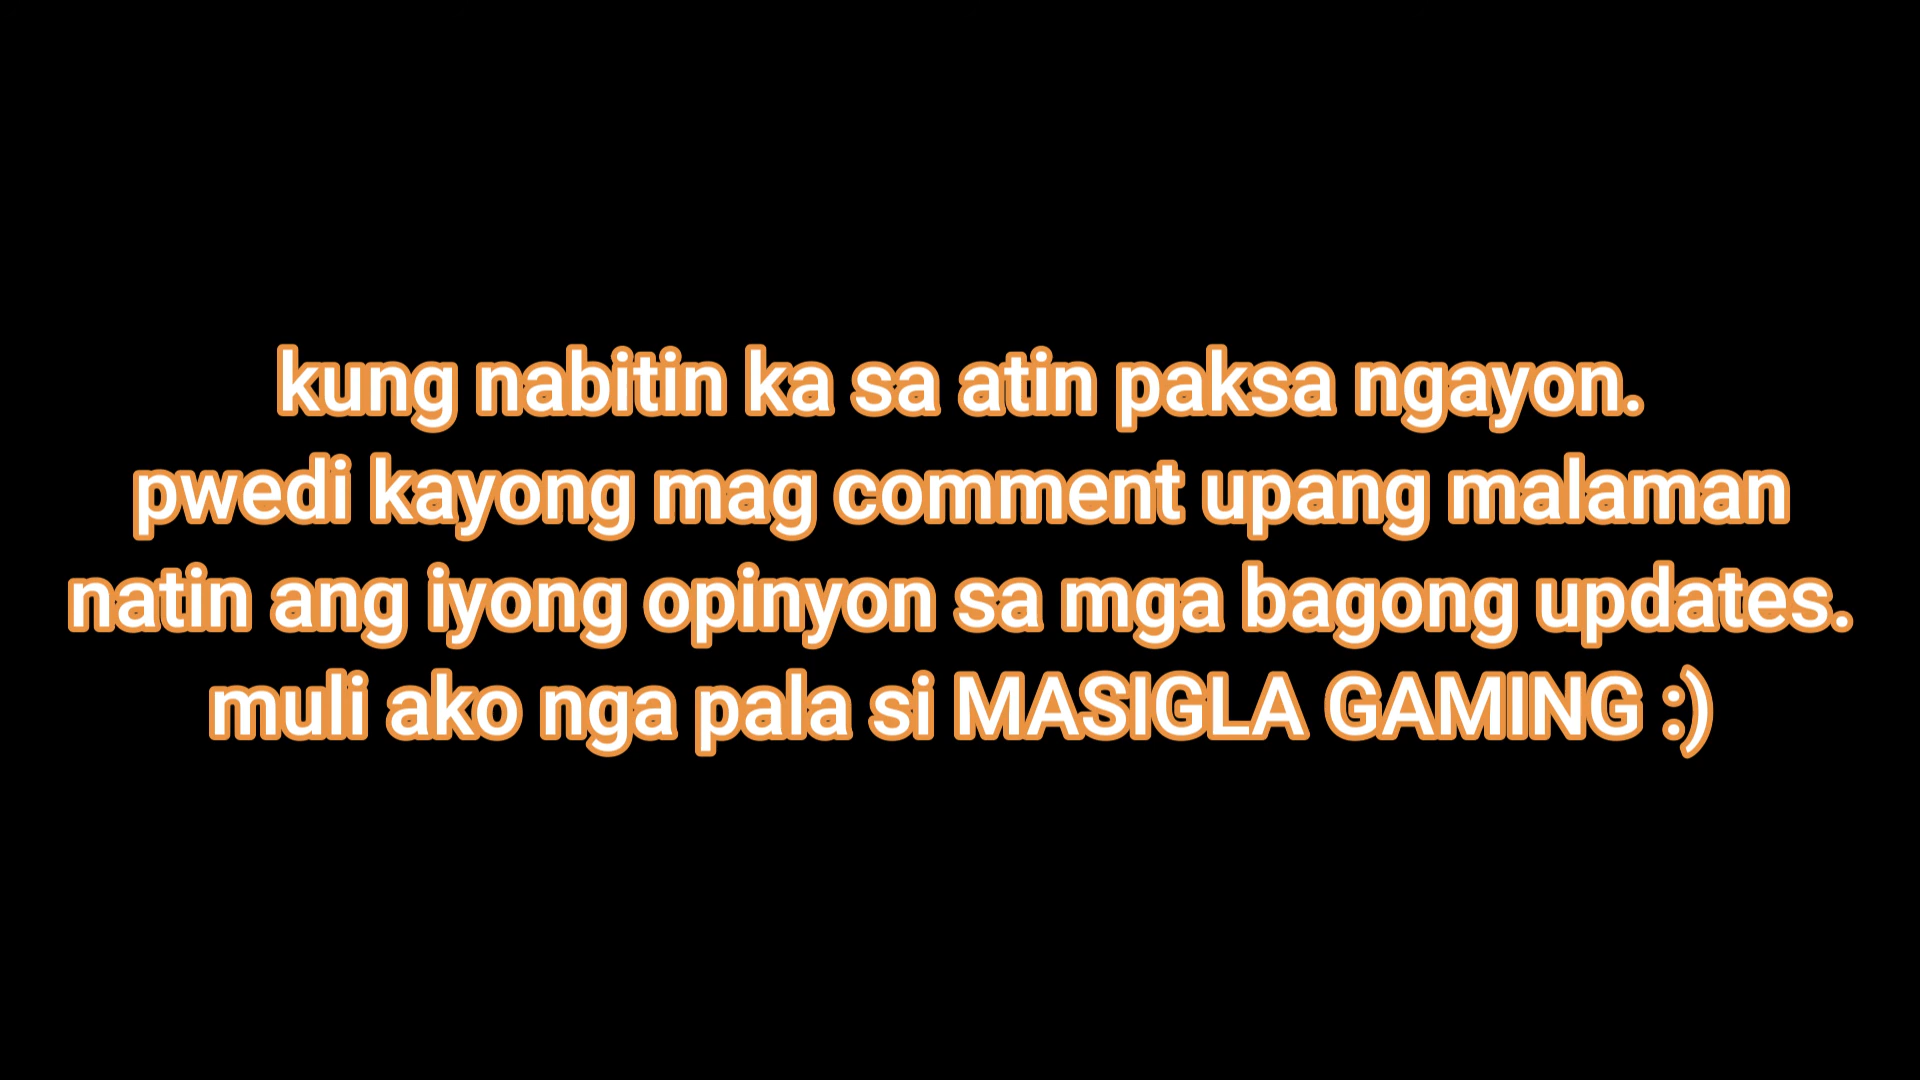 kung nabitin ka sa atin paksa ngayon.
pwedi kayong mag comment upang malaman
natin ang iyong opinyon sa mga bagong updates.
muli ako nga pala si MASIGLA GAMING :)